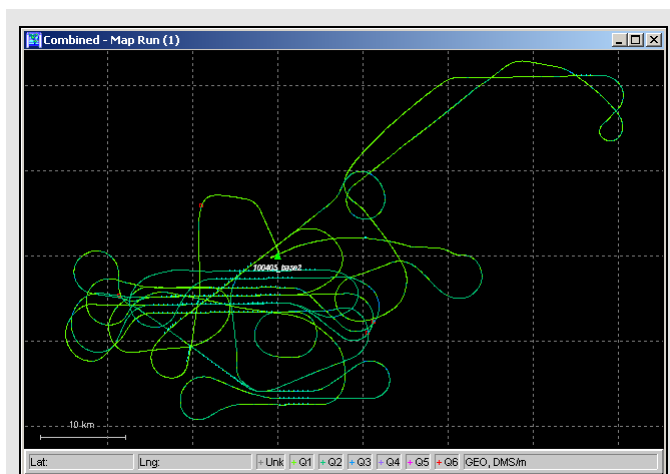 Combined - Map Run (1)
100405_base2
10 km
Lat: Lng: +Unk +Q1 +Q2 +Q3 +Q4 +Q5 +Q6 GEO, DMS/m